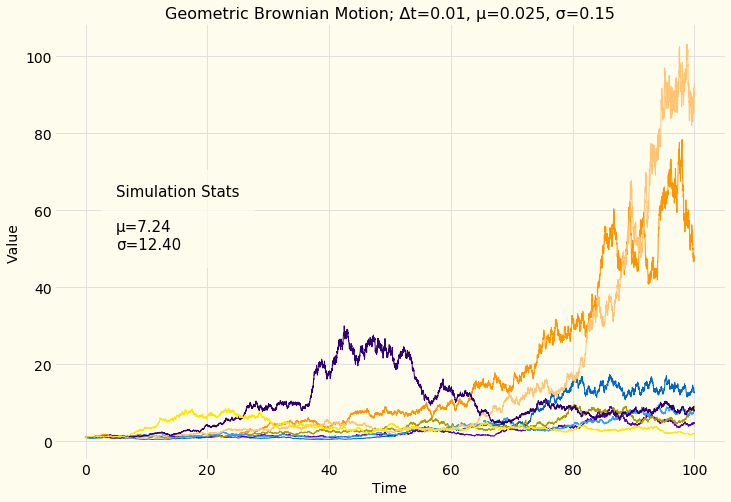 Geometric Brownian Motion; Δt=0.01, μ=0.025, σ=0.15
100
80
Simulation Stats
60
μ=7.24
σ=12.40
Value
40
20
0
0 20 40 60 80 100
Time